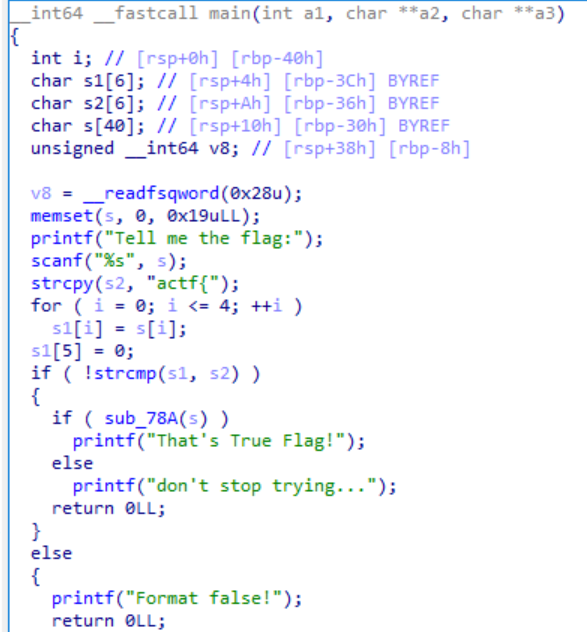 __int64 __fastcall main(int a1, char **a2, char **a3)
{
  int i; // [rsp+0h] [rbp-40h]
  char s1[6]; // [rsp+4h] [rbp-3Ch] BYREF
  char s2[6]; // [rsp+Ah] [rbp-36h] BYREF
  char s[40]; // [rsp+10h] [rbp-30h] BYREF
  unsigned __int64 v8; // [rsp+38h] [rbp-8h]

  v8 = __readfsqword(0x28u);
  memset(s, 0, 0x19uLL);
  printf("Tell me the flag:");
  scanf("%s", s);
  strcpy(s2, "actf{");
  for ( i = 0; i <= 4; ++i )
    s1[i] = s[i];
  s1[5] = 0;
  if ( !strcmp(s1, s2) )
  {
    if ( sub_78A(s) )
      printf("That's True Flag!");
    else
      printf("don't stop trying...");
    return 0LL;
  }
  else
  {
    printf("Format false!");
    return 0LL;